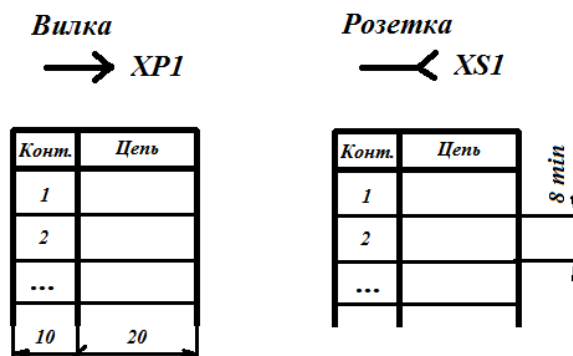 Вилка
XP1
Конт. Цепь
1
2
...
10 20
Розетка
XS1
Конт. Цепь
1
2
...
8 min